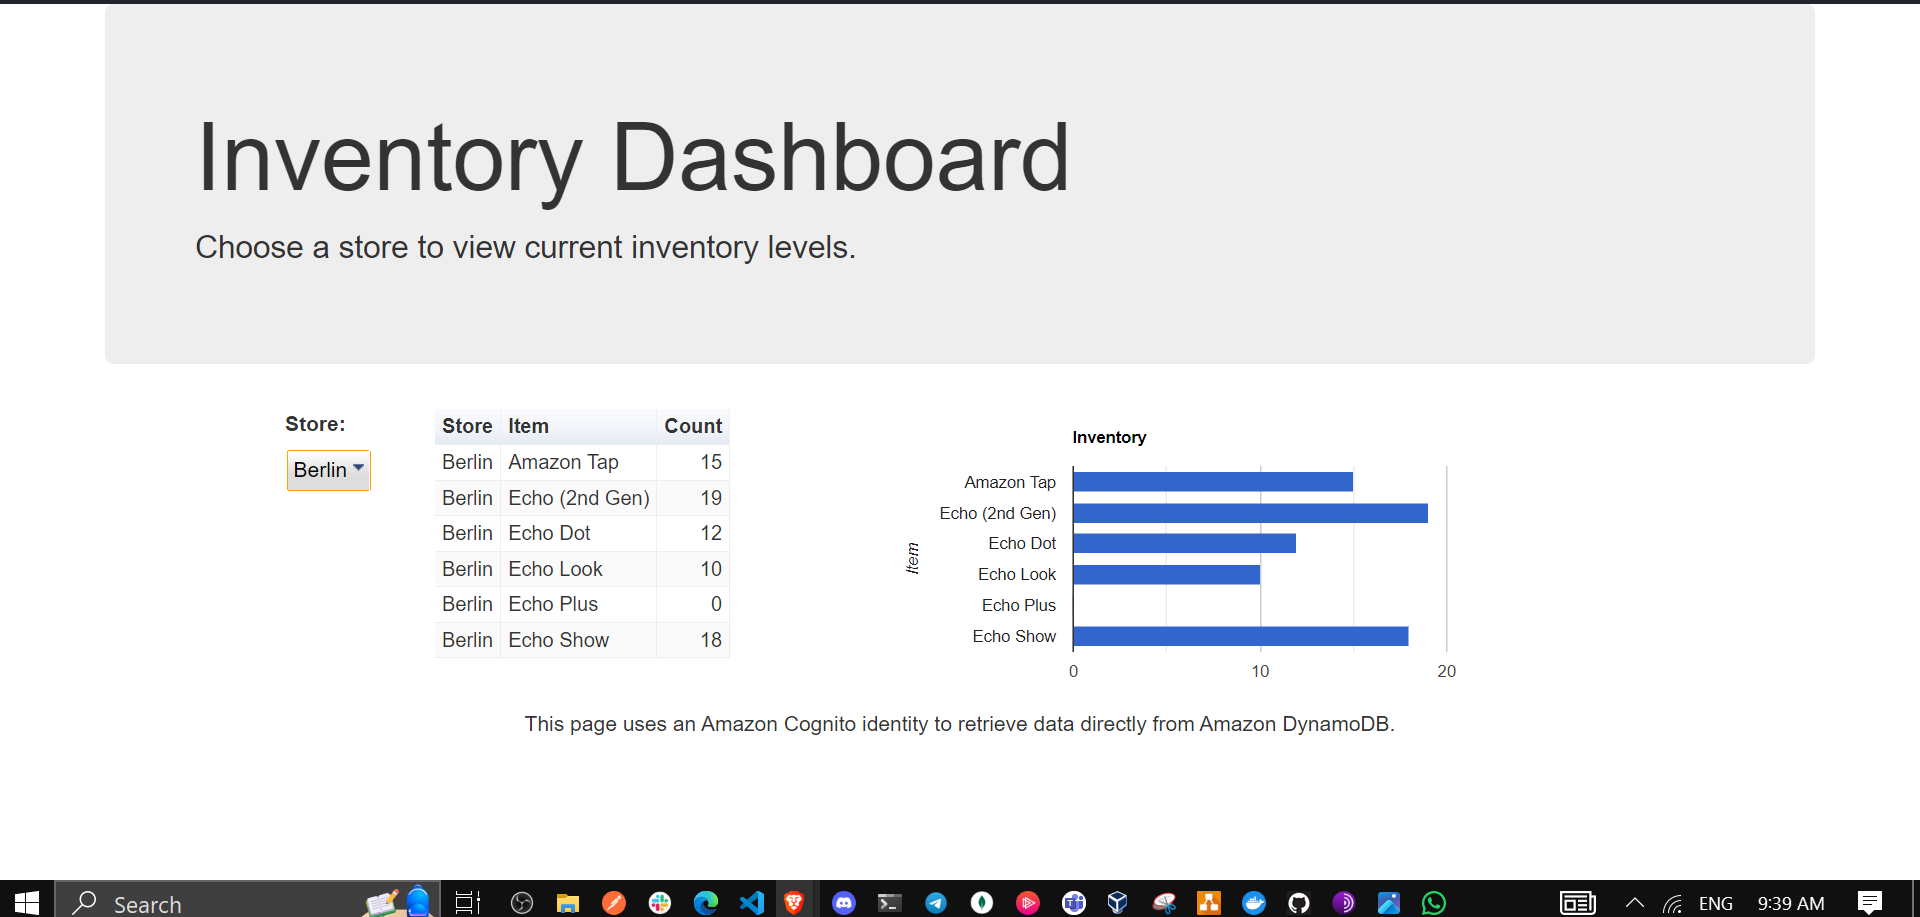 Inventory Dashboard
Choose a store to view current inventory levels.
Store:
Berlin
Store Item Count
Berlin Amazon Tap 15
Berlin Echo (2nd Gen) 19
Berlin Echo Dot 12
Berlin Echo Look 10
Berlin Echo Plus 0
Berlin Echo Show 18
Inventory
Item
Amazon Tap
Echo (2nd Gen)
Echo Dot
Echo Look
Echo Plus
Echo Show
0 10 20
This page uses an Amazon Cognito identity to retrieve data directly from Amazon DynamoDB.
Search
ENG 9:39 AM